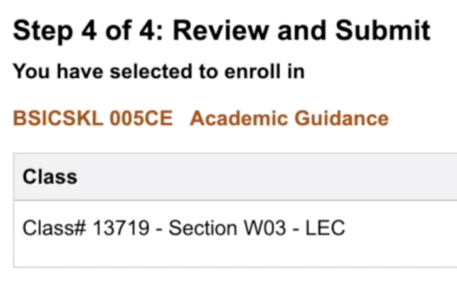 Step 4 of 4: Review and Submit
You have selected to enroll in
BSICSKL 005CE Academic Guidance
Class
Class# 13719 - Section W03 - LEC